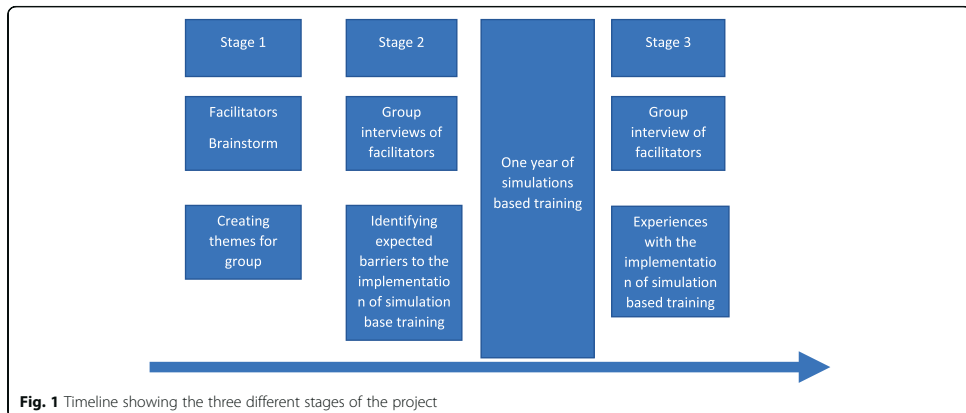 Stage 1
Facilitators
Brainstorm
Creating
themes for
group
Stage 2
Group
interviews of
facilitators
Identifying
expected
barriers to the
implementatio
n of simulation
base training
One year of
simulations
based training
Stage 3
Group
interview of
facilitators
Experiences
with the
implementatio
n of simulation
based training
Fig. 1 Timeline showing the three different stages of the project